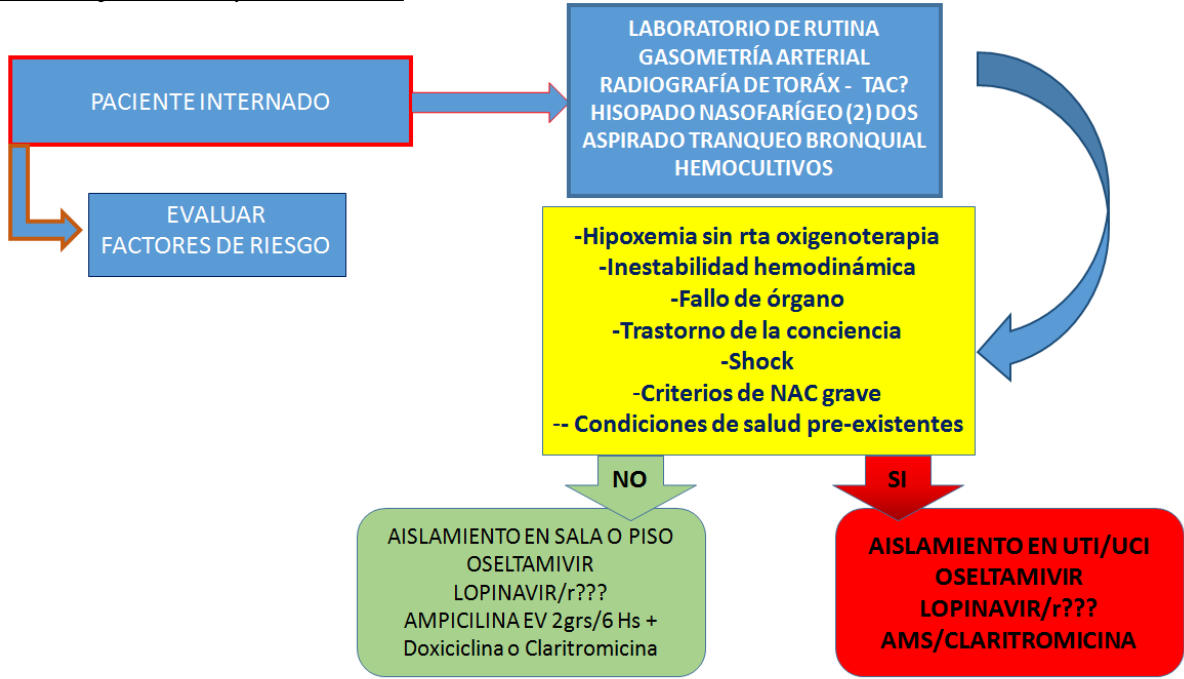 PACIENTE INTERNADO
EVALUAR
FACTORES DE RIESGO
LABORATORIO DE RUTINA
GASOMETRÍA ARTERIAL
RADIOGRAFÍA DE TORÁX - TAC?
HISOPADO NASOFARÍGEO (2) DOS
ASPIRADO TRANQUEO BRONQUIAL
HEMOCULTIVOS
-Hipoxemia sin rta oxigenoterapia
-Inestabilidad hemodinámica
-Fallo de órgano
-Trastorno de la conciencia
-Shock
-Criterios de NAC grave
-- Condiciones de salud pre-existentes
NO
AISLAMIENTO EN SALA O PISO
OSELTAMIVIR
LOPINAVIR/r???
AMPICILINA EV 2grs/6 Hs +
Doxiciclina o Claritromicina
SI
AISLAMIENTO EN UTI/UCI
OSELTAMIVIR
LOPINAVIR/r???
AMS/CLARITROMICINA